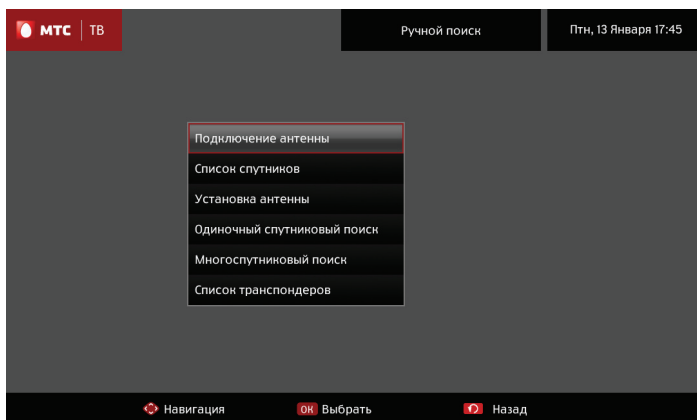 МТС ТВ
Ручной поиск
Птн, 13 Января 17:45
Подключение антенны
Список спутников
Установка антенны
Одиночный спутниковый поиск
Многоспутниковый поиск
Список транспондеров
Навигация
OK Выбрать
Назад